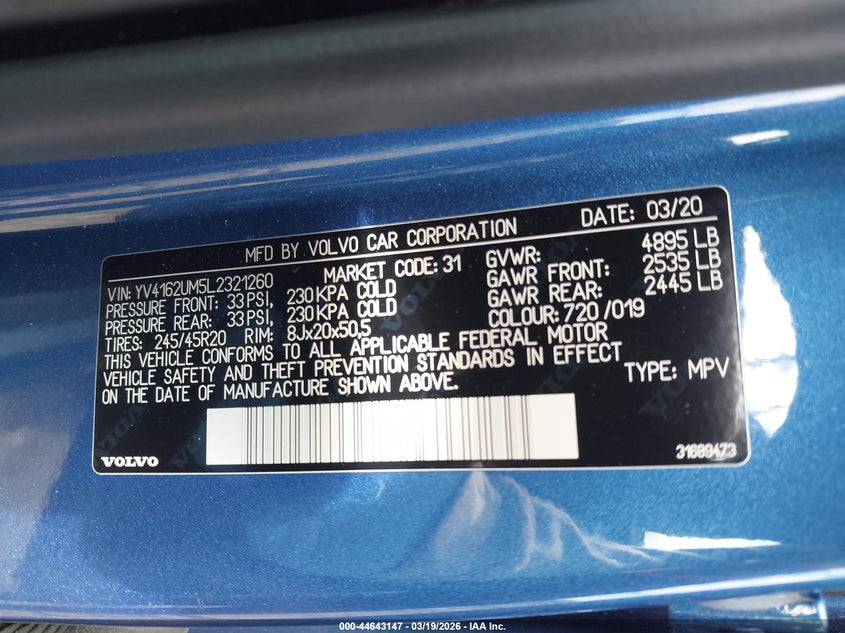 MFD BY VOLVO CAR CORPORATION DATE: 03/20
VIN: YV4162UM5L2321260 MARKET CODE: 31 GVWR: 4895 LB
PRESSURE FRONT: 33 PSI, 230 KPA COLD GAWR FRONT: 2535 LB
PRESSURE REAR: 33 PSI, 230 KPA COLD GAWR REAR: 2445 LB
TIRES: 245/45R20 RIM: 8Jx20x50,5 COLOUR: 720/019
THIS VEHICLE CONFORMS TO ALL APPLICABLE FEDERAL MOTOR
VEHICLE SAFETY AND THEFT PREVENTION STANDARDS IN EFFECT
ON THE DATE OF MANUFACTURE SHOWN ABOVE. TYPE: MPV
VOLVO 31689473
000-44643147 - 03/19/2026 - IAA Inc.